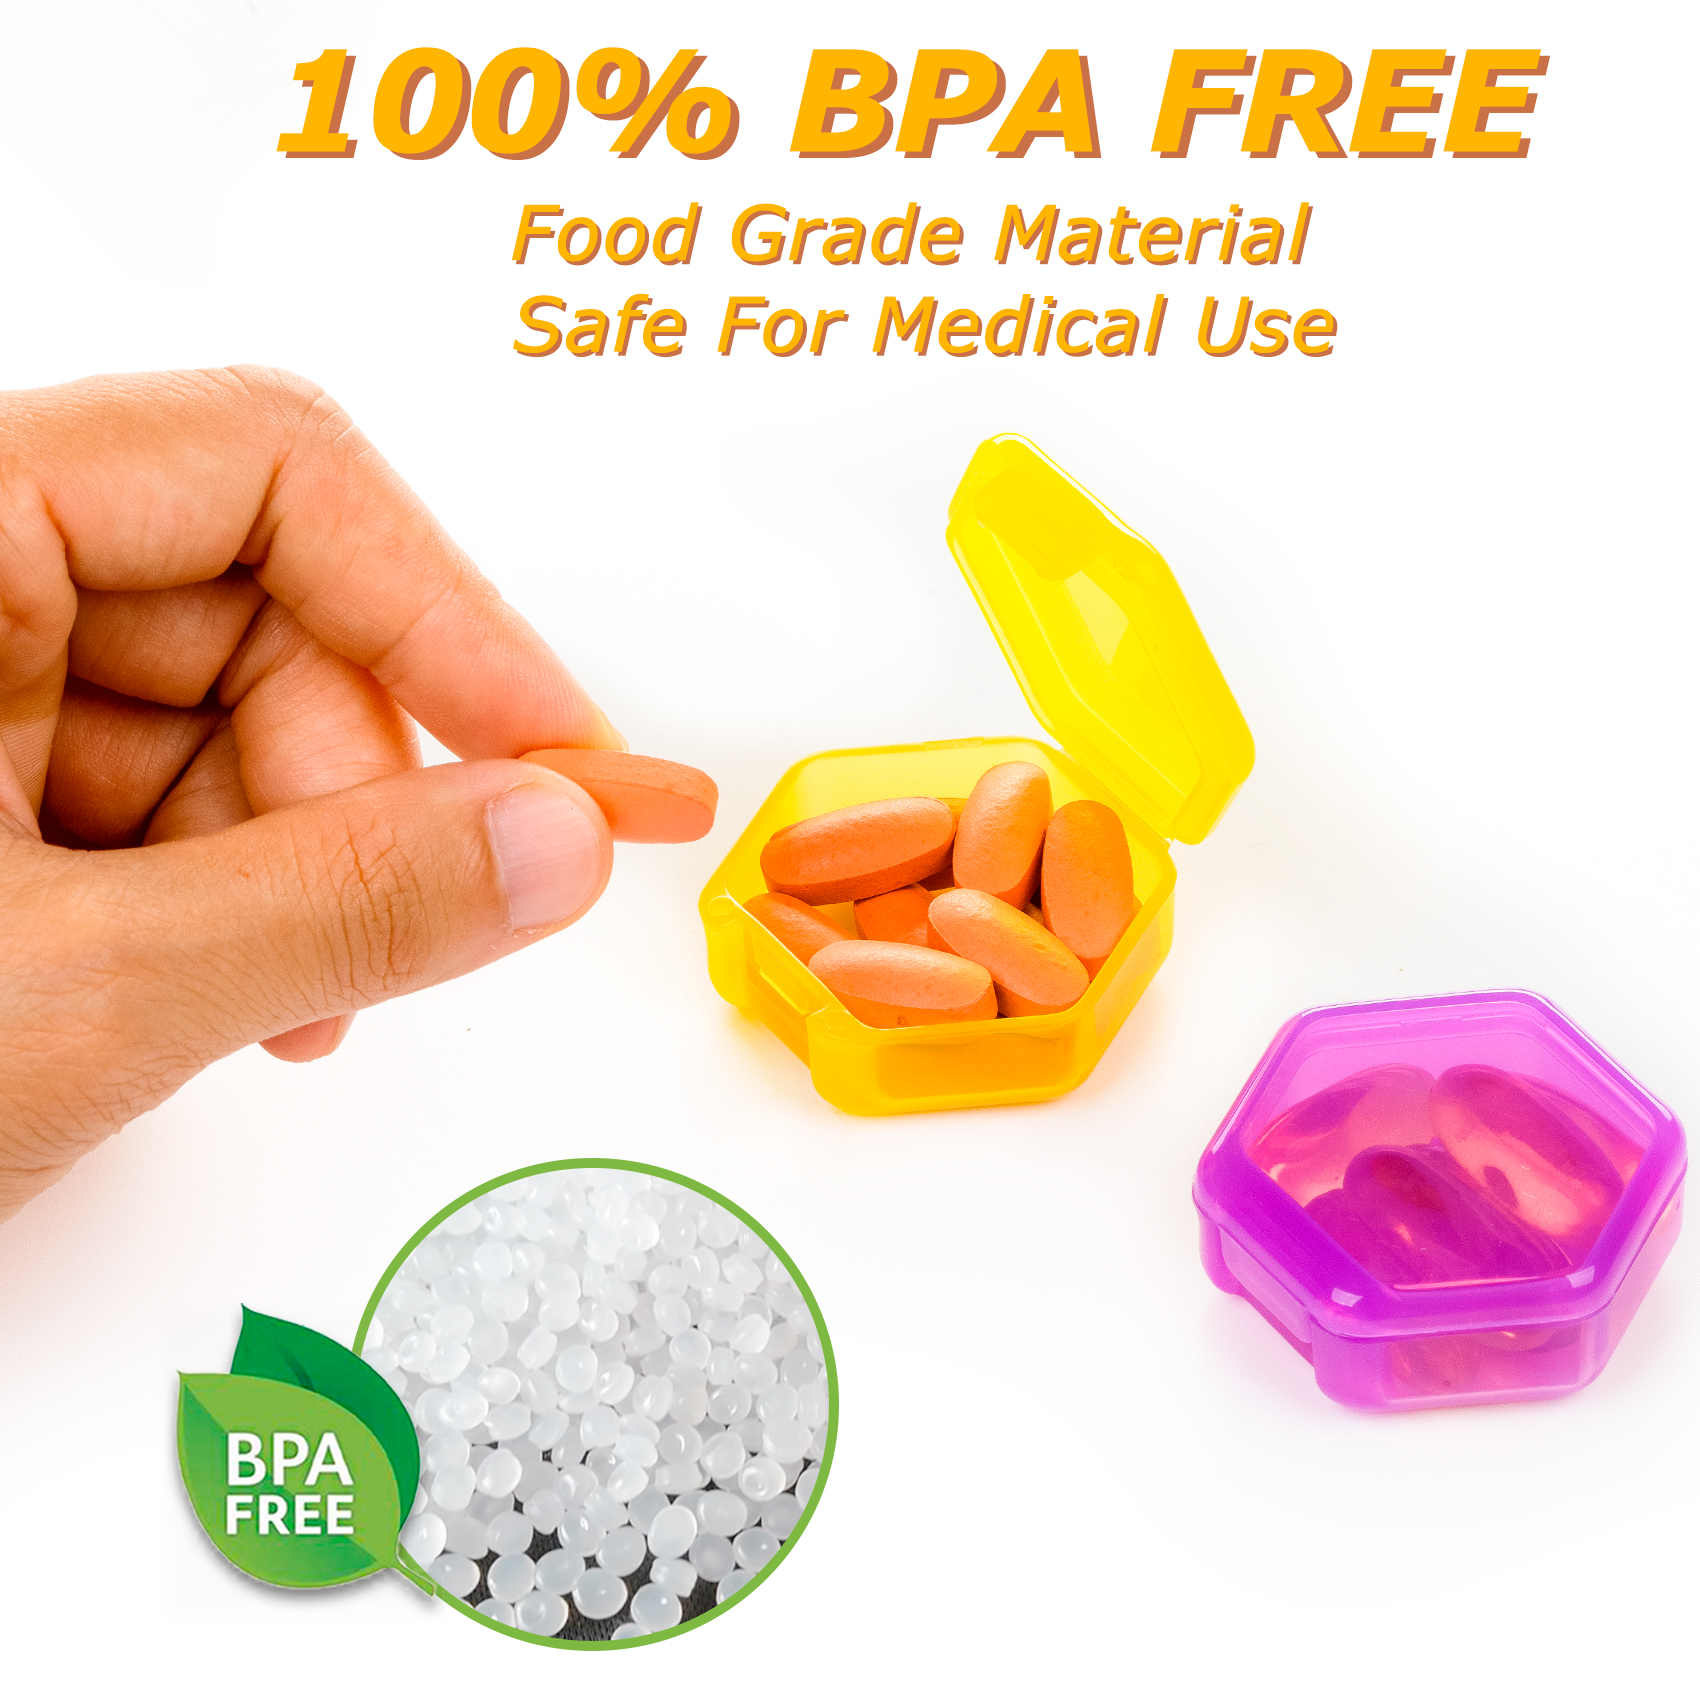 100% BPA FREE
Food Grade Material
Safe For Medical Use
BPA
FREE